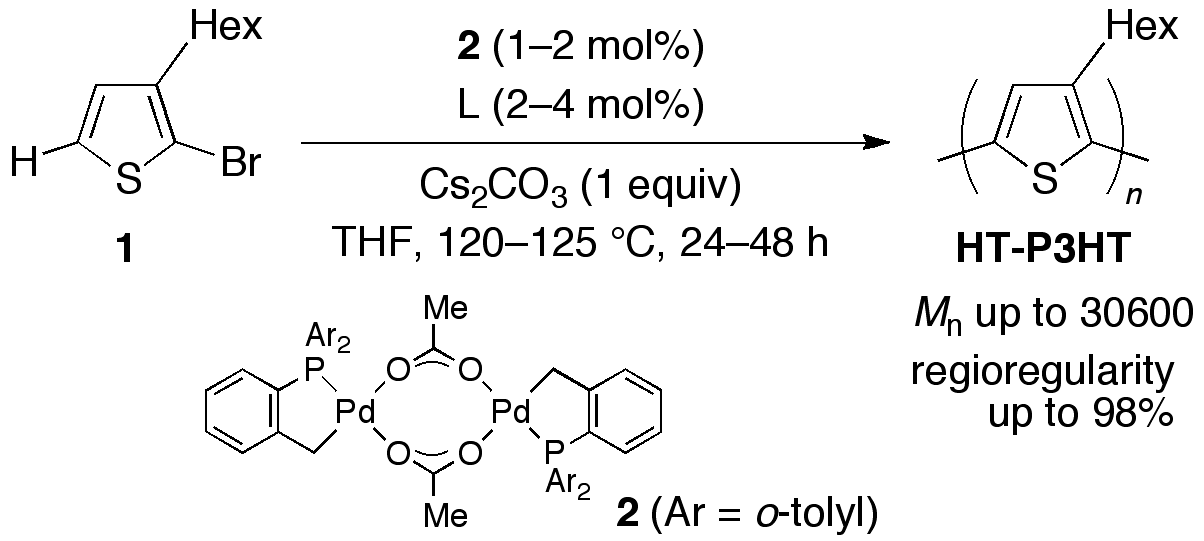 Hex
H
S
Br
1
2 (1–2 mol%)
L (2–4 mol%)
Cs2CO3 (1 equiv)
THF, 120–125 °C, 24–48 h
Hex
S
n
HT-P3HT
Mn up to 30600
regioregularity
up to 98%
Me
Ar2
P
O
O
Pd
Pd
O
O
P
Ar2
Me
2 (Ar = o-tolyl)